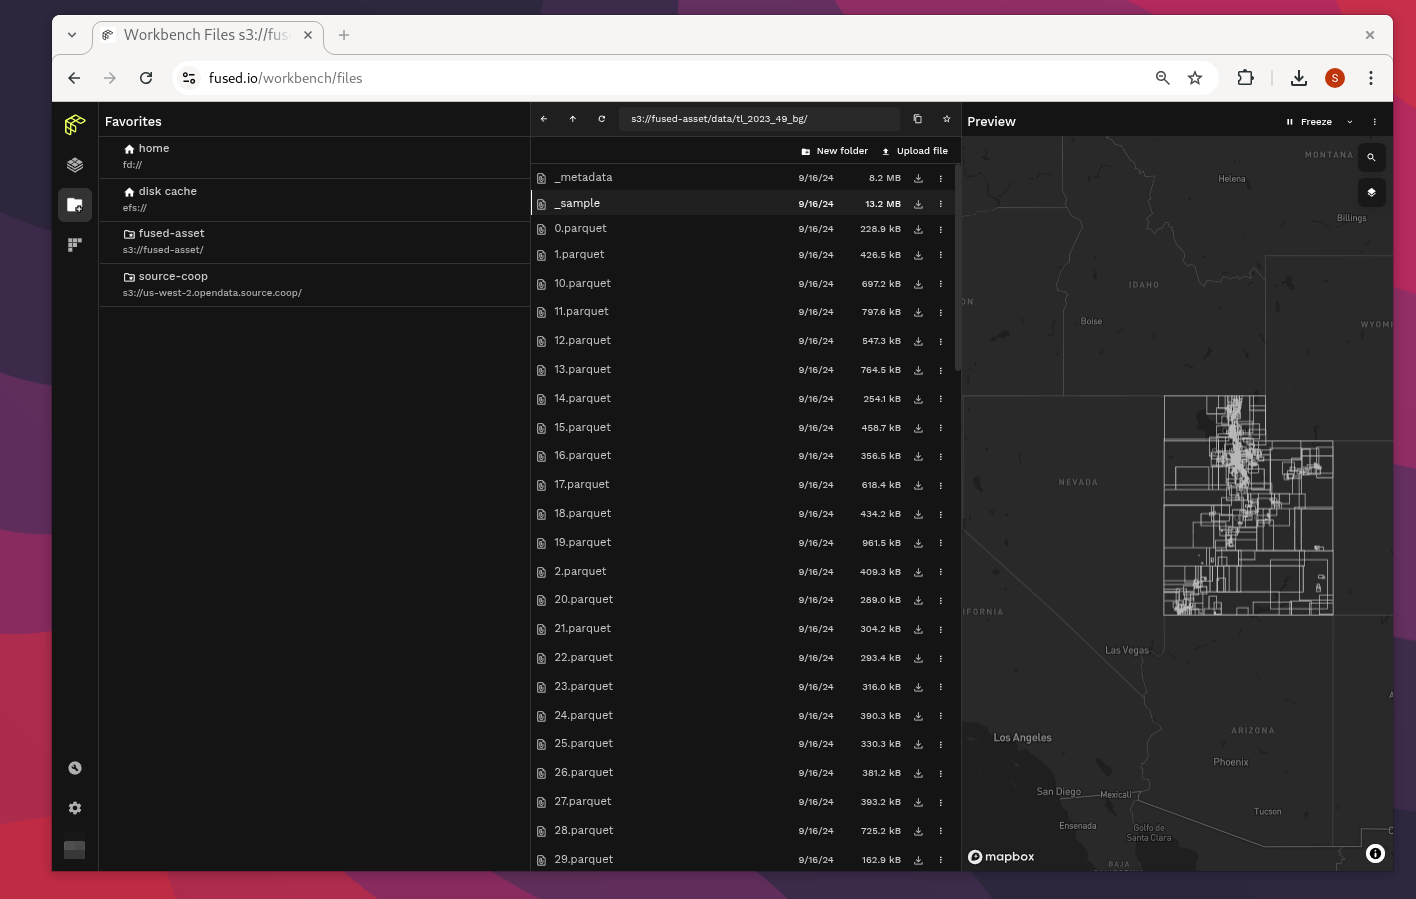 Workbench Files s3://fus
fused.io/workbench/files
S
Favorites
home
fd://
disk cache
efs://
fused-asset
s3://fused-asset/
source-coop
s3://us-west-2.opendata.source.coop/
s3://fused-asset/data/tl_2023_49_bg/
New folder Upload file
_metadata 9/16/24 8.2 MB
_sample 9/16/24 13.2 MB
0.parquet 9/16/24 228.9 kB
1.parquet 9/16/24 426.5 kB
10.parquet 9/16/24 697.2 kB
11.parquet 9/16/24 797.6 kB
12.parquet 9/16/24 547.3 kB
13.parquet 9/16/24 764.5 kB
14.parquet 9/16/24 254.1 kB
15.parquet 9/16/24 458.7 kB
16.parquet 9/16/24 356.5 kB
17.parquet 9/16/24 618.4 kB
18.parquet 9/16/24 434.2 kB
19.parquet 9/16/24 961.5 kB
2.parquet 9/16/24 409.3 kB
20.parquet 9/16/24 289.0 kB
21.parquet 9/16/24 304.2 kB
22.parquet 9/16/24 293.4 kB
23.parquet 9/16/24 316.0 kB
24.parquet 9/16/24 390.3 kB
25.parquet 9/16/24 330.3 kB
26.parquet 9/16/24 381.2 kB
27.parquet 9/16/24 393.2 kB
28.parquet 9/16/24 725.2 kB
29.parquet 9/16/24 162.9 kB
Preview
Freeze
MONTANA
Helena
Billings
IDAHO
ON
Boise
WYOMI
NEVADA
IFORNIA
Las Vegas
Los Angeles
ARIZONA
Phoenix
San Diego
Mexicali
Tucson
Ensenada
Golfo de
Santa Clara
mapbox
BAJA